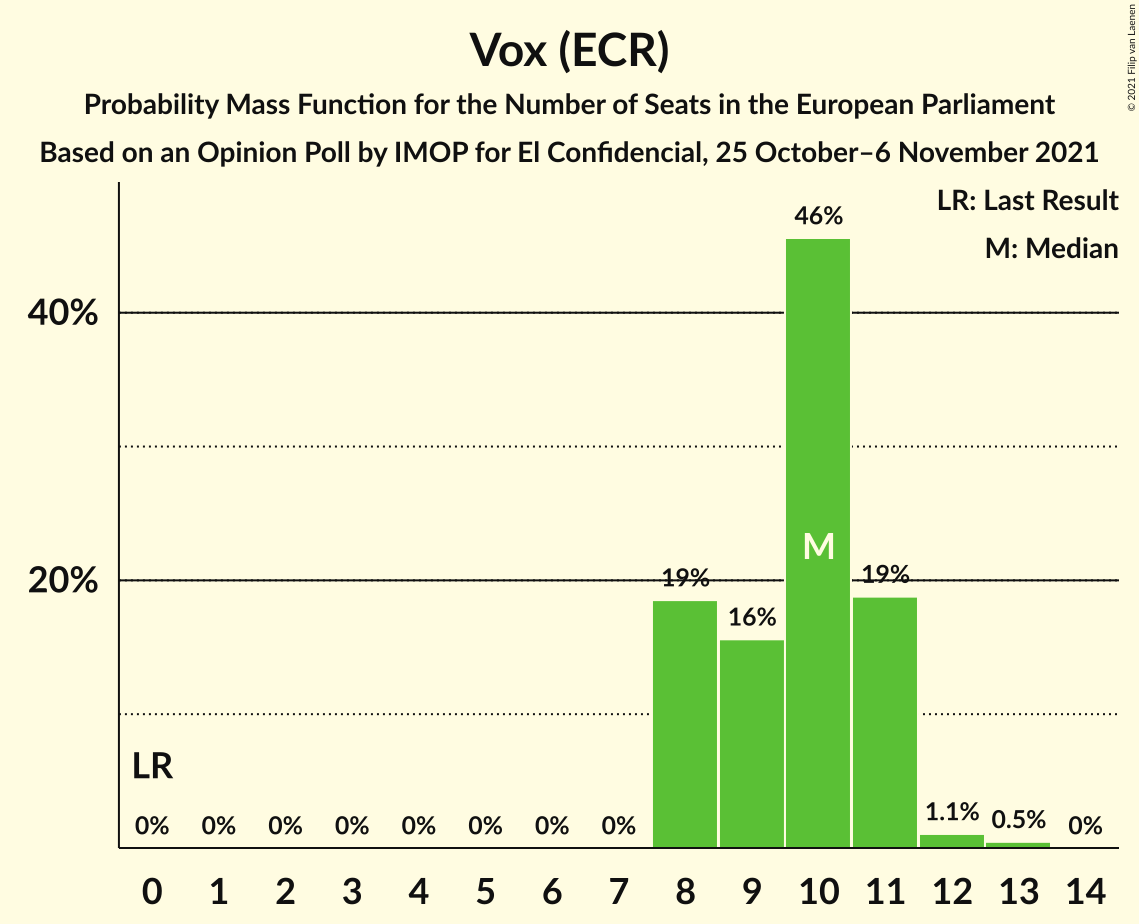 Vox (ECR)
Probability Mass Function for the Number of Seats in the European Parliament
Based on an Opinion Poll by IMOP for El Confidencial, 25 October–6 November 2021
© 2021 Filip van Laenen
LR: Last Result
M: Median
46%
40%
M
20%
19%
19%
16%
LR
0% 0% 0% 0% 0% 0% 0% 0% 1.1% 0.5% 0%
0 1 2 3 4 5 6 7 8 9 10 11 12 13 14